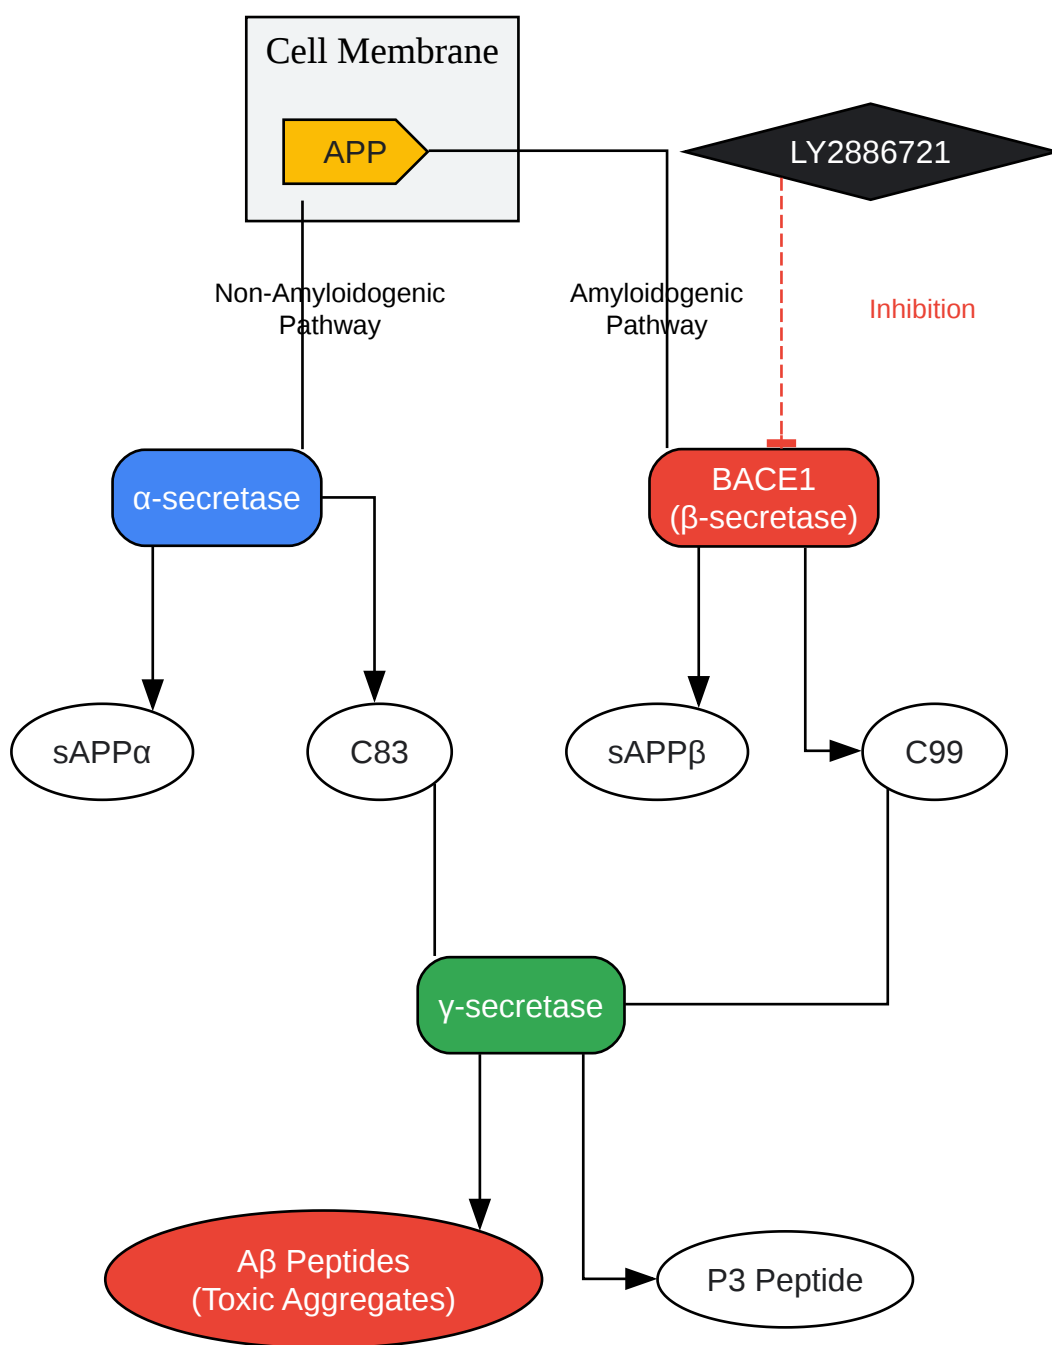 Cell Membrane
APP
LY2886721
Non-Amyloidogenic
Pathway
Amyloidogenic
Pathway
Inhibition
α-secretase
BACE1
(β-secretase)
sAPPα
C83
sAPPβ
C99
γ-secretase
Aβ Peptides
(Toxic Aggregates)
P3 Peptide